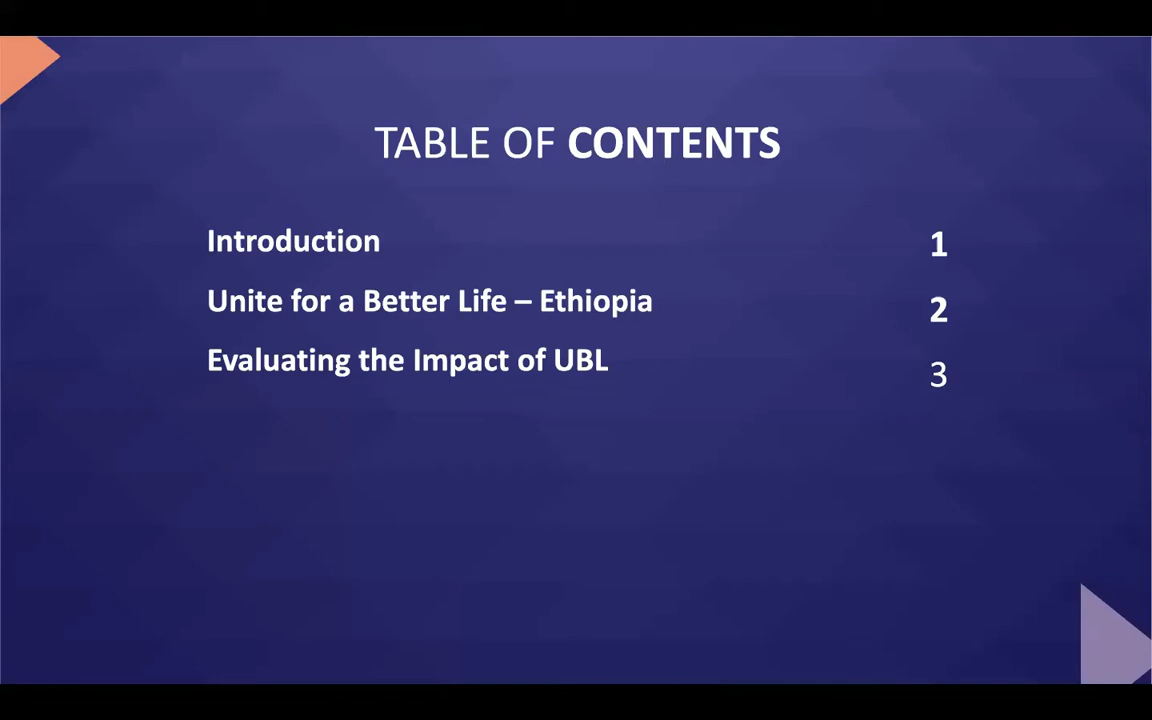 TABLE OF CONTENTS
Introduction 1
Unite for a Better Life – Ethiopia 2
Evaluating the Impact of UBL 3